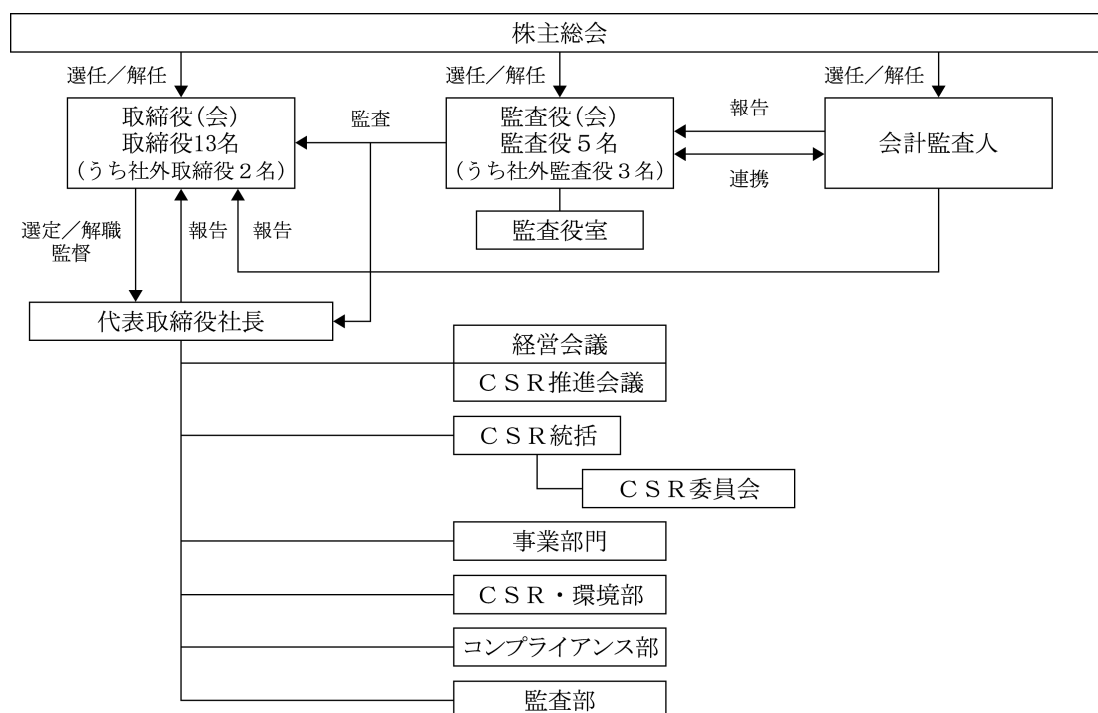 株主総会
選任／解任
選任／解任
選任／解任
取締役（会）
取締役13名
（うち社外取締役２名）
監査
監査役（会）
監査役５名
（うち社外監査役３名）
報告
連携
会計監査人
監査役室
選定／解職
監督
報告
報告
代表取締役社長
経営会議
ＣＳＲ推進会議
ＣＳＲ統括
ＣＳＲ委員会
事業部門
ＣＳＲ・環境部
コンプライアンス部
監査部